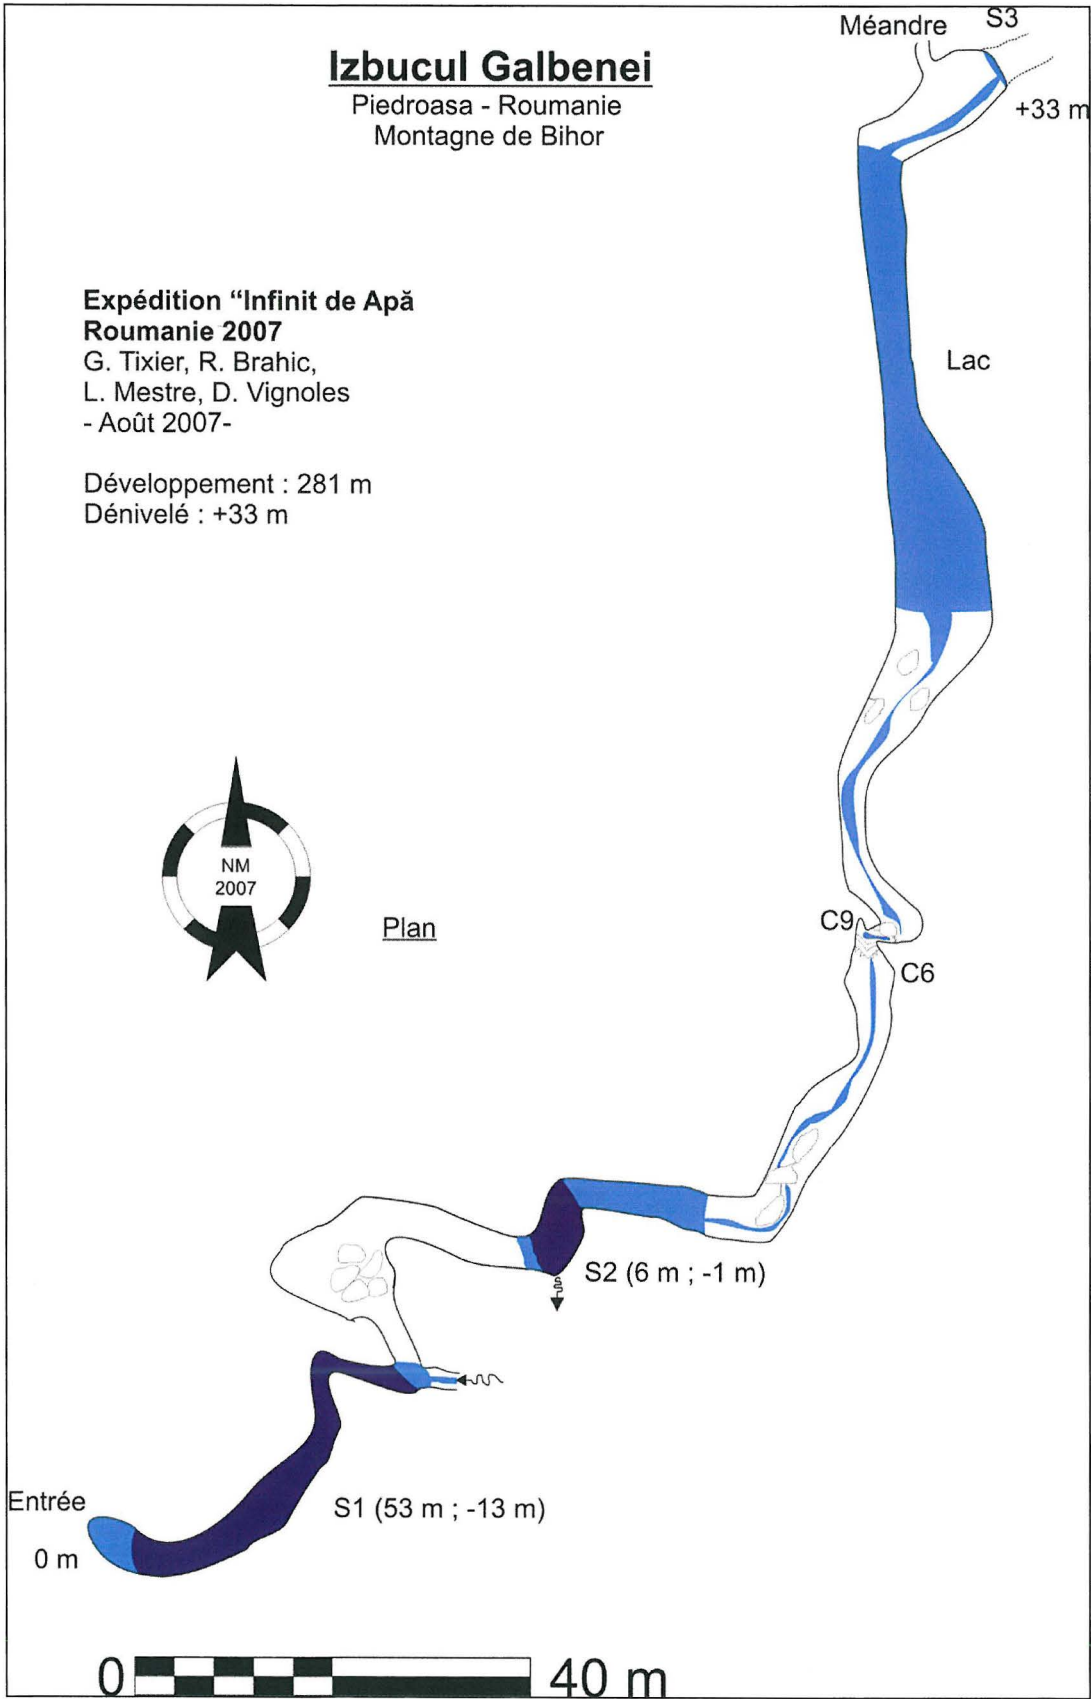 Méandre
S3
Izbucul Galbenei
Piedroasa - Roumanie
Montagne de Bihor
+33 m
Expédition “Infinit de Apă
Roumanie 2007
G. Tixier, R. Brahic,
L. Mestre, D. Vignoles
- Août 2007-
Lac
Développement : 281 m
Dénivelé : +33 m
NM
2007
Plan
C9
C6
S2 (6 m ; -1 m)
Entrée
S1 (53 m ; -13 m)
0 m
0
40 m